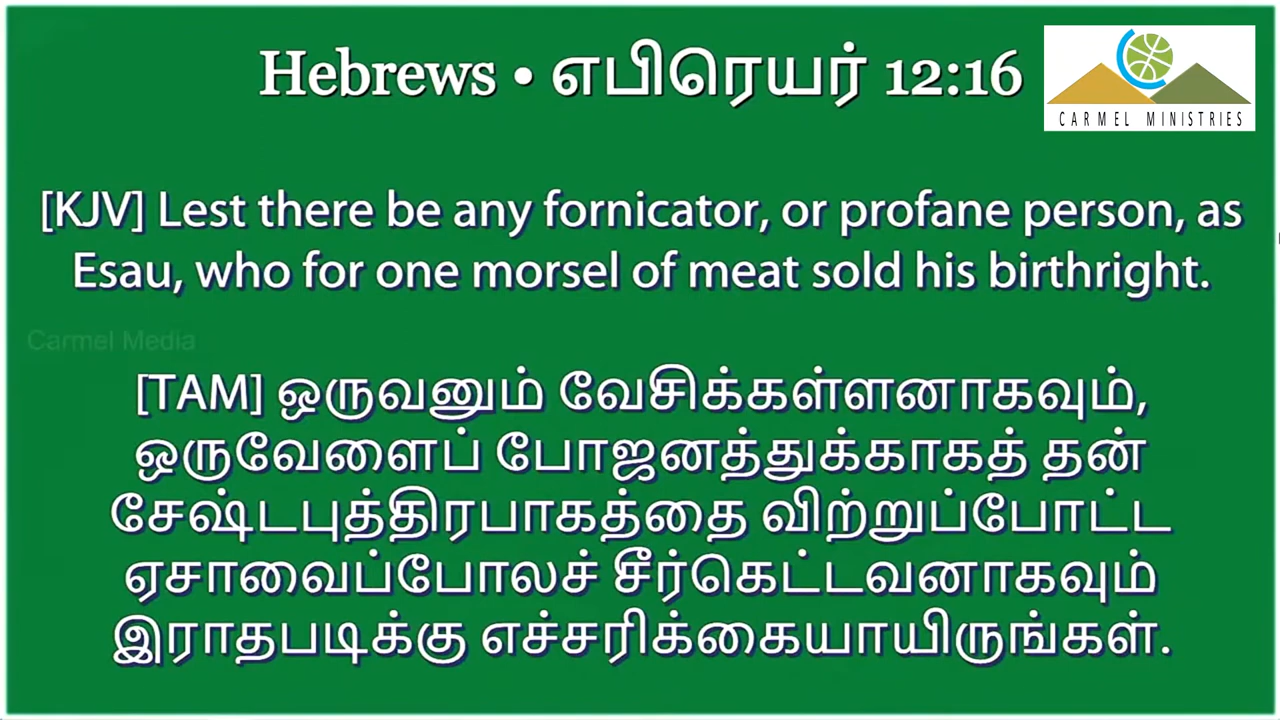 Hebrews • எபிரெயர் 12:16
CARMEL MINISTRIES
[KJV] Lest there be any fornicator, or profane person, as
Esau, who for one morsel of meat sold his birthright.
Carmel Media
[TAM] ஒருவனும் வேசிக்கள்ளனாகவும்,
ஒருவேளைப் போஜனத்துக்காகத் தன்
சேஷ்டபுத்திரபாகத்தை விற்றுப்போட்ட
ஏசாவைப்போலச் சீர்கெட்டவனாகவும்
இராதபடிக்கு எச்சரிக்கையாயிருங்கள்.